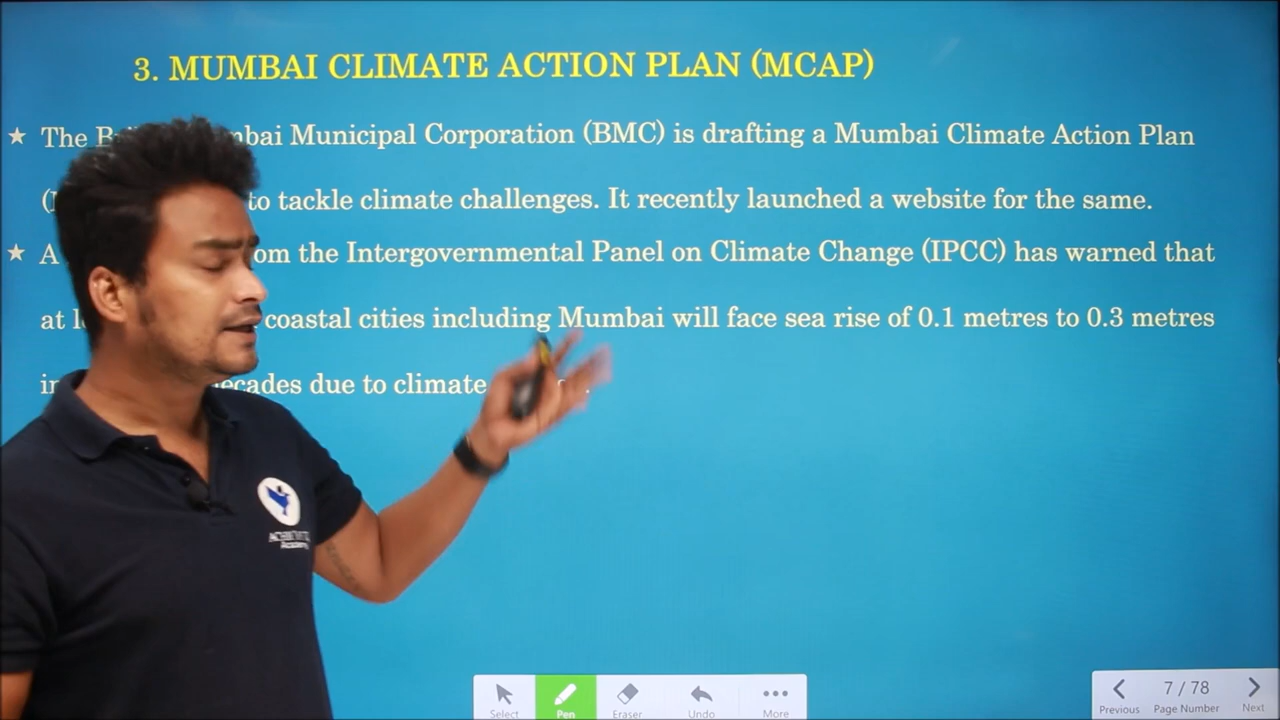 3. MUMBAI CLIMATE ACTION PLAN (MCAP)
★ The Municipal Corporation (BMC) is drafting a Mumbai Climate Action Plan
to tackle climate challenges. It recently launched a website for the same.
★ A the Intergovernmental Panel on Climate Change (IPCC) has warned that
at coastal cities including Mumbai will face sea rise of 0.1 metres to 0.3 metres
due to climate
Select
Pen
Eraser
Undo
More
Previous
7 / 78
Page Number
Next